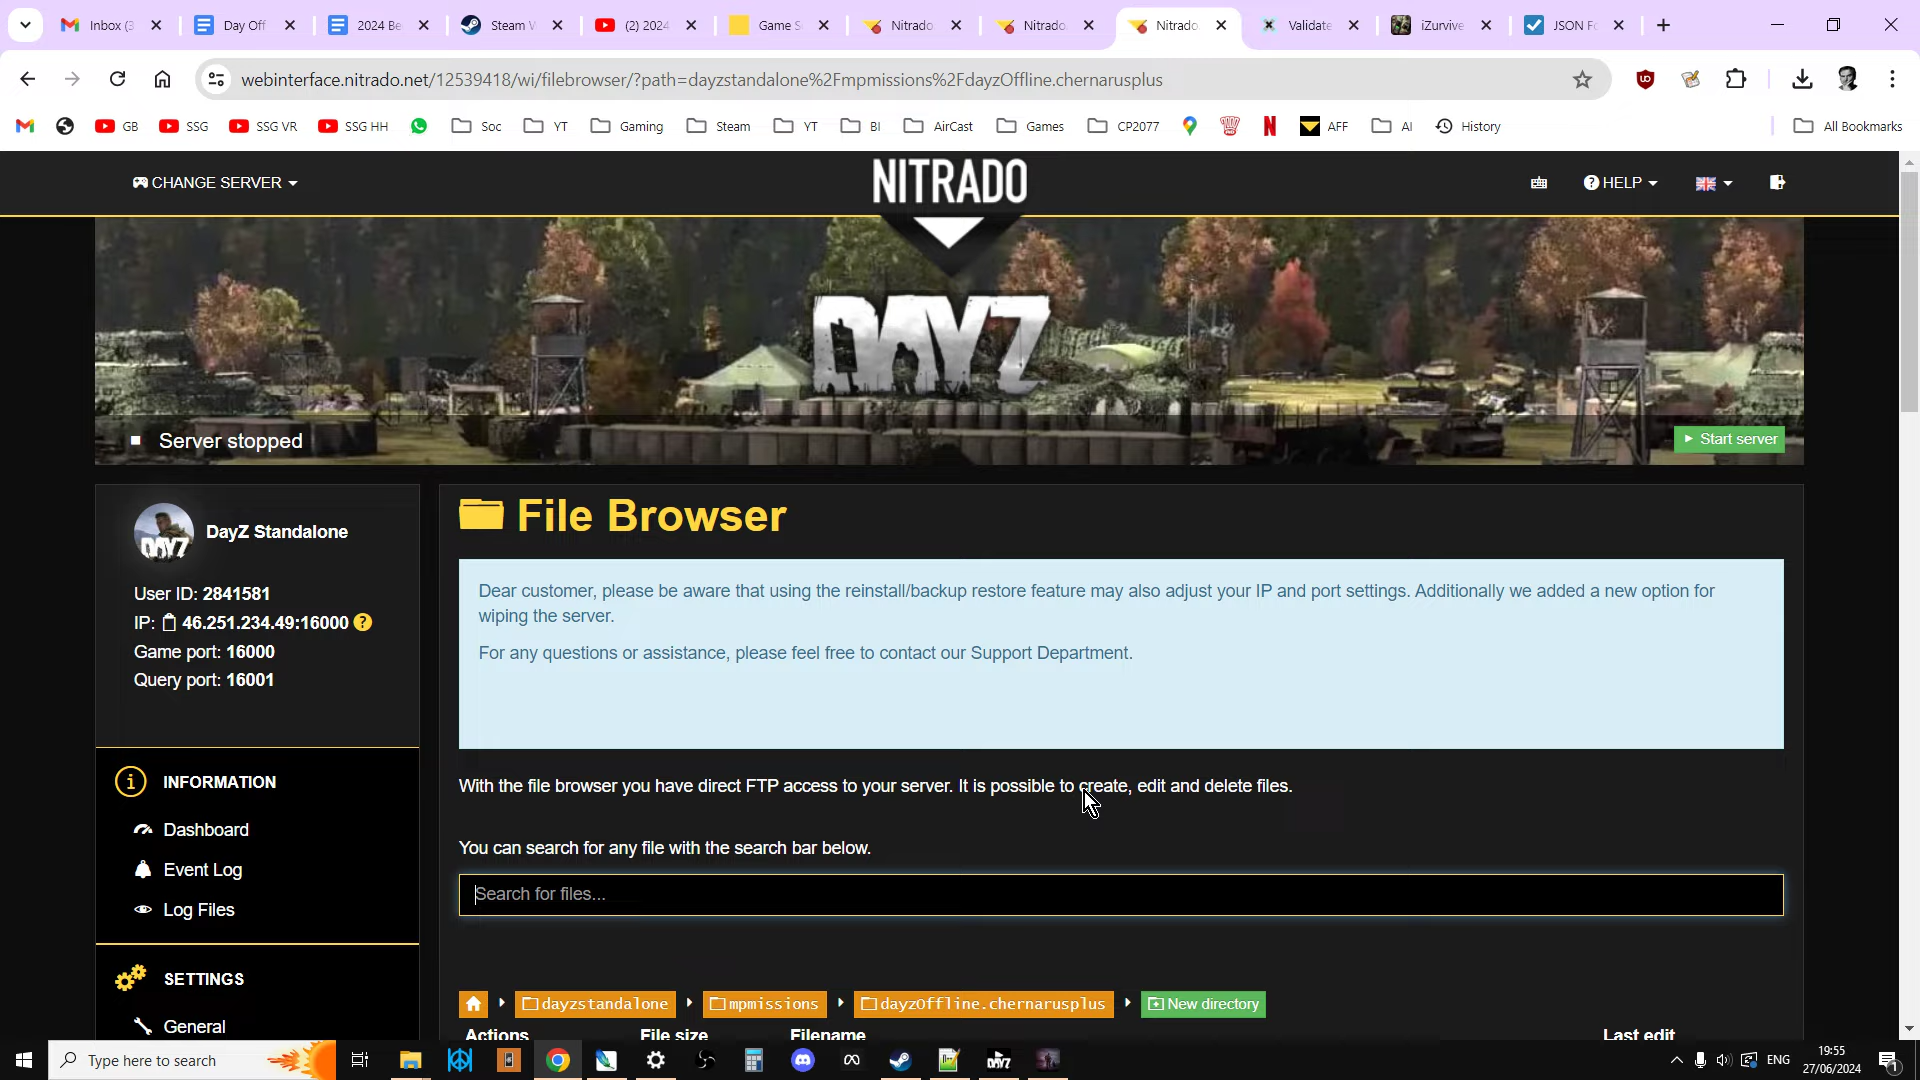 Inbox (3
Day Off
2024 Be
Steam V
(2) 2024
Game S
Nitrado
Nitrado
Nitrado
Validate
iZurvive
JSON Fo
webinterface.nitrado.net/12539418/wi/filebrowser/?path=dayzstandalone%2Fmpmissions%2FdayzOffline.chernarusplus
GB
SSG
SSG VR
SSG HH
Soc
YT
Gaming
Steam
YT
BI
AirCast
Games
CP2077
AFF
AI
History
All Bookmarks
CHANGE SERVER
NITRADO
HELP
DAYZ
Server stopped
Start server
DAYZ
DayZ Standalone
User ID: 2841581
IP: 46.251.234.49:16000
Game port: 16000
Query port: 16001
INFORMATION
Dashboard
Event Log
Log Files
SETTINGS
General
File Browser
Dear customer, please be aware that using the reinstall/backup restore feature may also adjust your IP and port settings. Additionally we added a new option for
wiping the server.
For any questions or assistance, please feel free to contact our Support Department.
With the file browser you have direct FTP access to your server. It is possible to create, edit and delete files.
You can search for any file with the search bar below.
Search for files...
dayzstandalone
mpmissions
dayzOffline.chernarusplus
New directory
Actions
File size
Filename
Last edit
Type here to search
DAYZ
ENG
19:55
27/06/2024
1